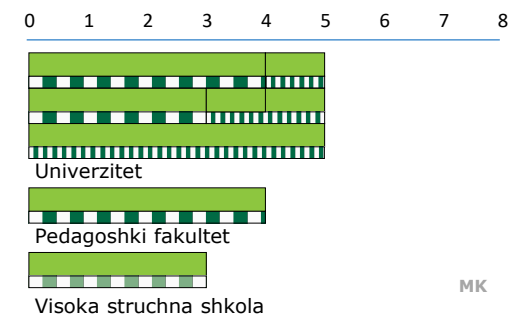 0 1 2 3 4 5 6 7 8
Univerzitet
Pedagoshki fakultet
Visoka struchna shkola
MK